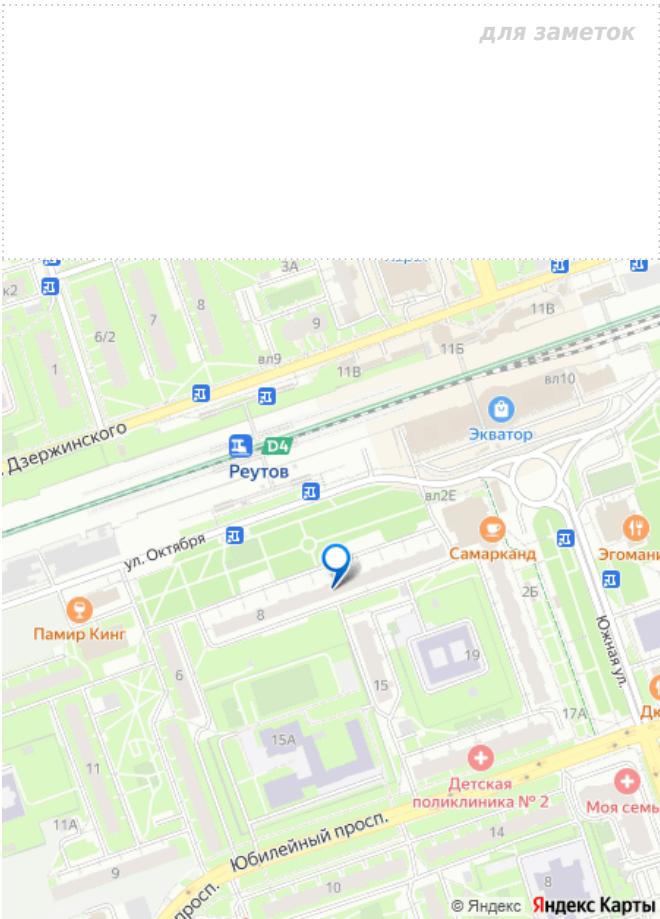 для заметок
3А
к2
8
7
6/2
9
1
11В
11Б
вл9
11В
вл10
Экватор
. Дзержинского
D4
Реутов
вл2Е
ул. Октября
Самарканд
Эгомани
2Б
Памир Кинг
8
Южная ул.
6
19
15
17А
15А
Дж
11
Детская
поликлиника № 2
Моя семь
11А
14
Юбилейный просп.
9
10
8
просп.
© Яндекс Яндекс Карты